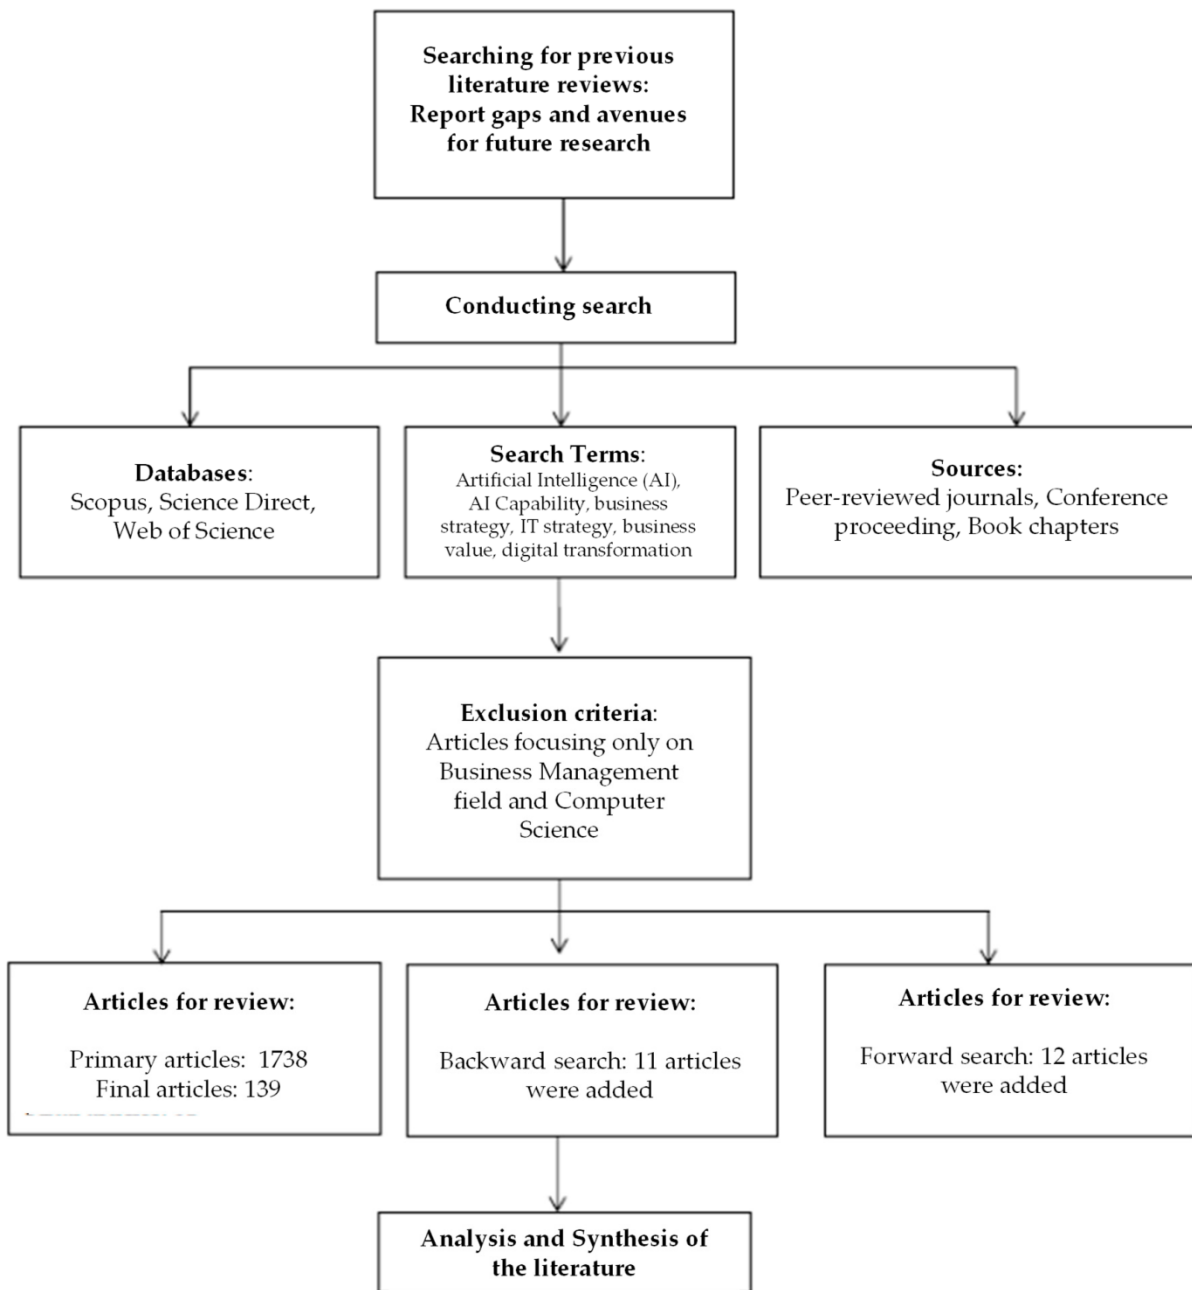 Searching for previous
literature reviews:
Report gaps and avenues
for future research
Conducting search
Databases:
Scopus, Science Direct,
Web of Science
Search Terms:
Artificial Intelligence (AI),
AI Capability, business
strategy, IT strategy, business
value, digital transformation
Sources:
Peer-reviewed journals, Conference
proceeding, Book chapters
Exclusion criteria:
Articles focusing only on
Business Management
field and Computer
Science
Articles for review:
Primary articles: 1738
Final articles: 139
Articles for review:
Backward search: 11 articles
were added
Articles for review:
Forward search: 12 articles
were added
Analysis and Synthesis of
the literature